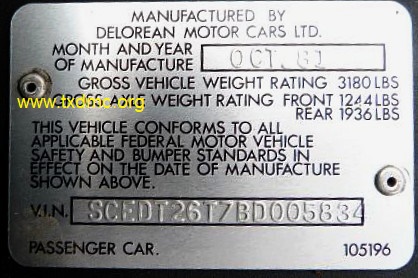 MANUFACTURED BY
DELOREAN MOTOR CARS LTD.
MONTH AND YEAR
OF MANUFACTURE OCT. 81
GROSS VEHICLE WEIGHT RATING 3180 LBS
www.txdmc.org
AXLE WEIGHT RATING FRONT 1244 LBS
REAR 1936 LBS
THIS VEHICLE CONFORMS TO ALL
APPLICABLE FEDERAL MOTOR VEHICLE
SAFETY AND BUMPER STANDARDS IN
EFFECT ON THE DATE OF MANUFACTURE
SHOWN ABOVE.
V.I.N. SCEDT26T7BD005834
PASSENGER CAR. 105196